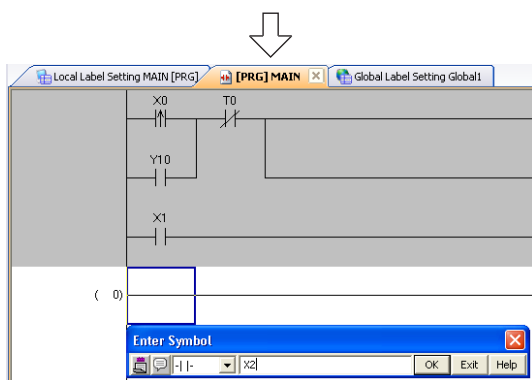 Local Label Setting MAIN [PRG] [PRG] MAIN Global Label Setting Global1
X0 T0
Y10
X1
( 0)
Enter Symbol
X2 OK Exit Help